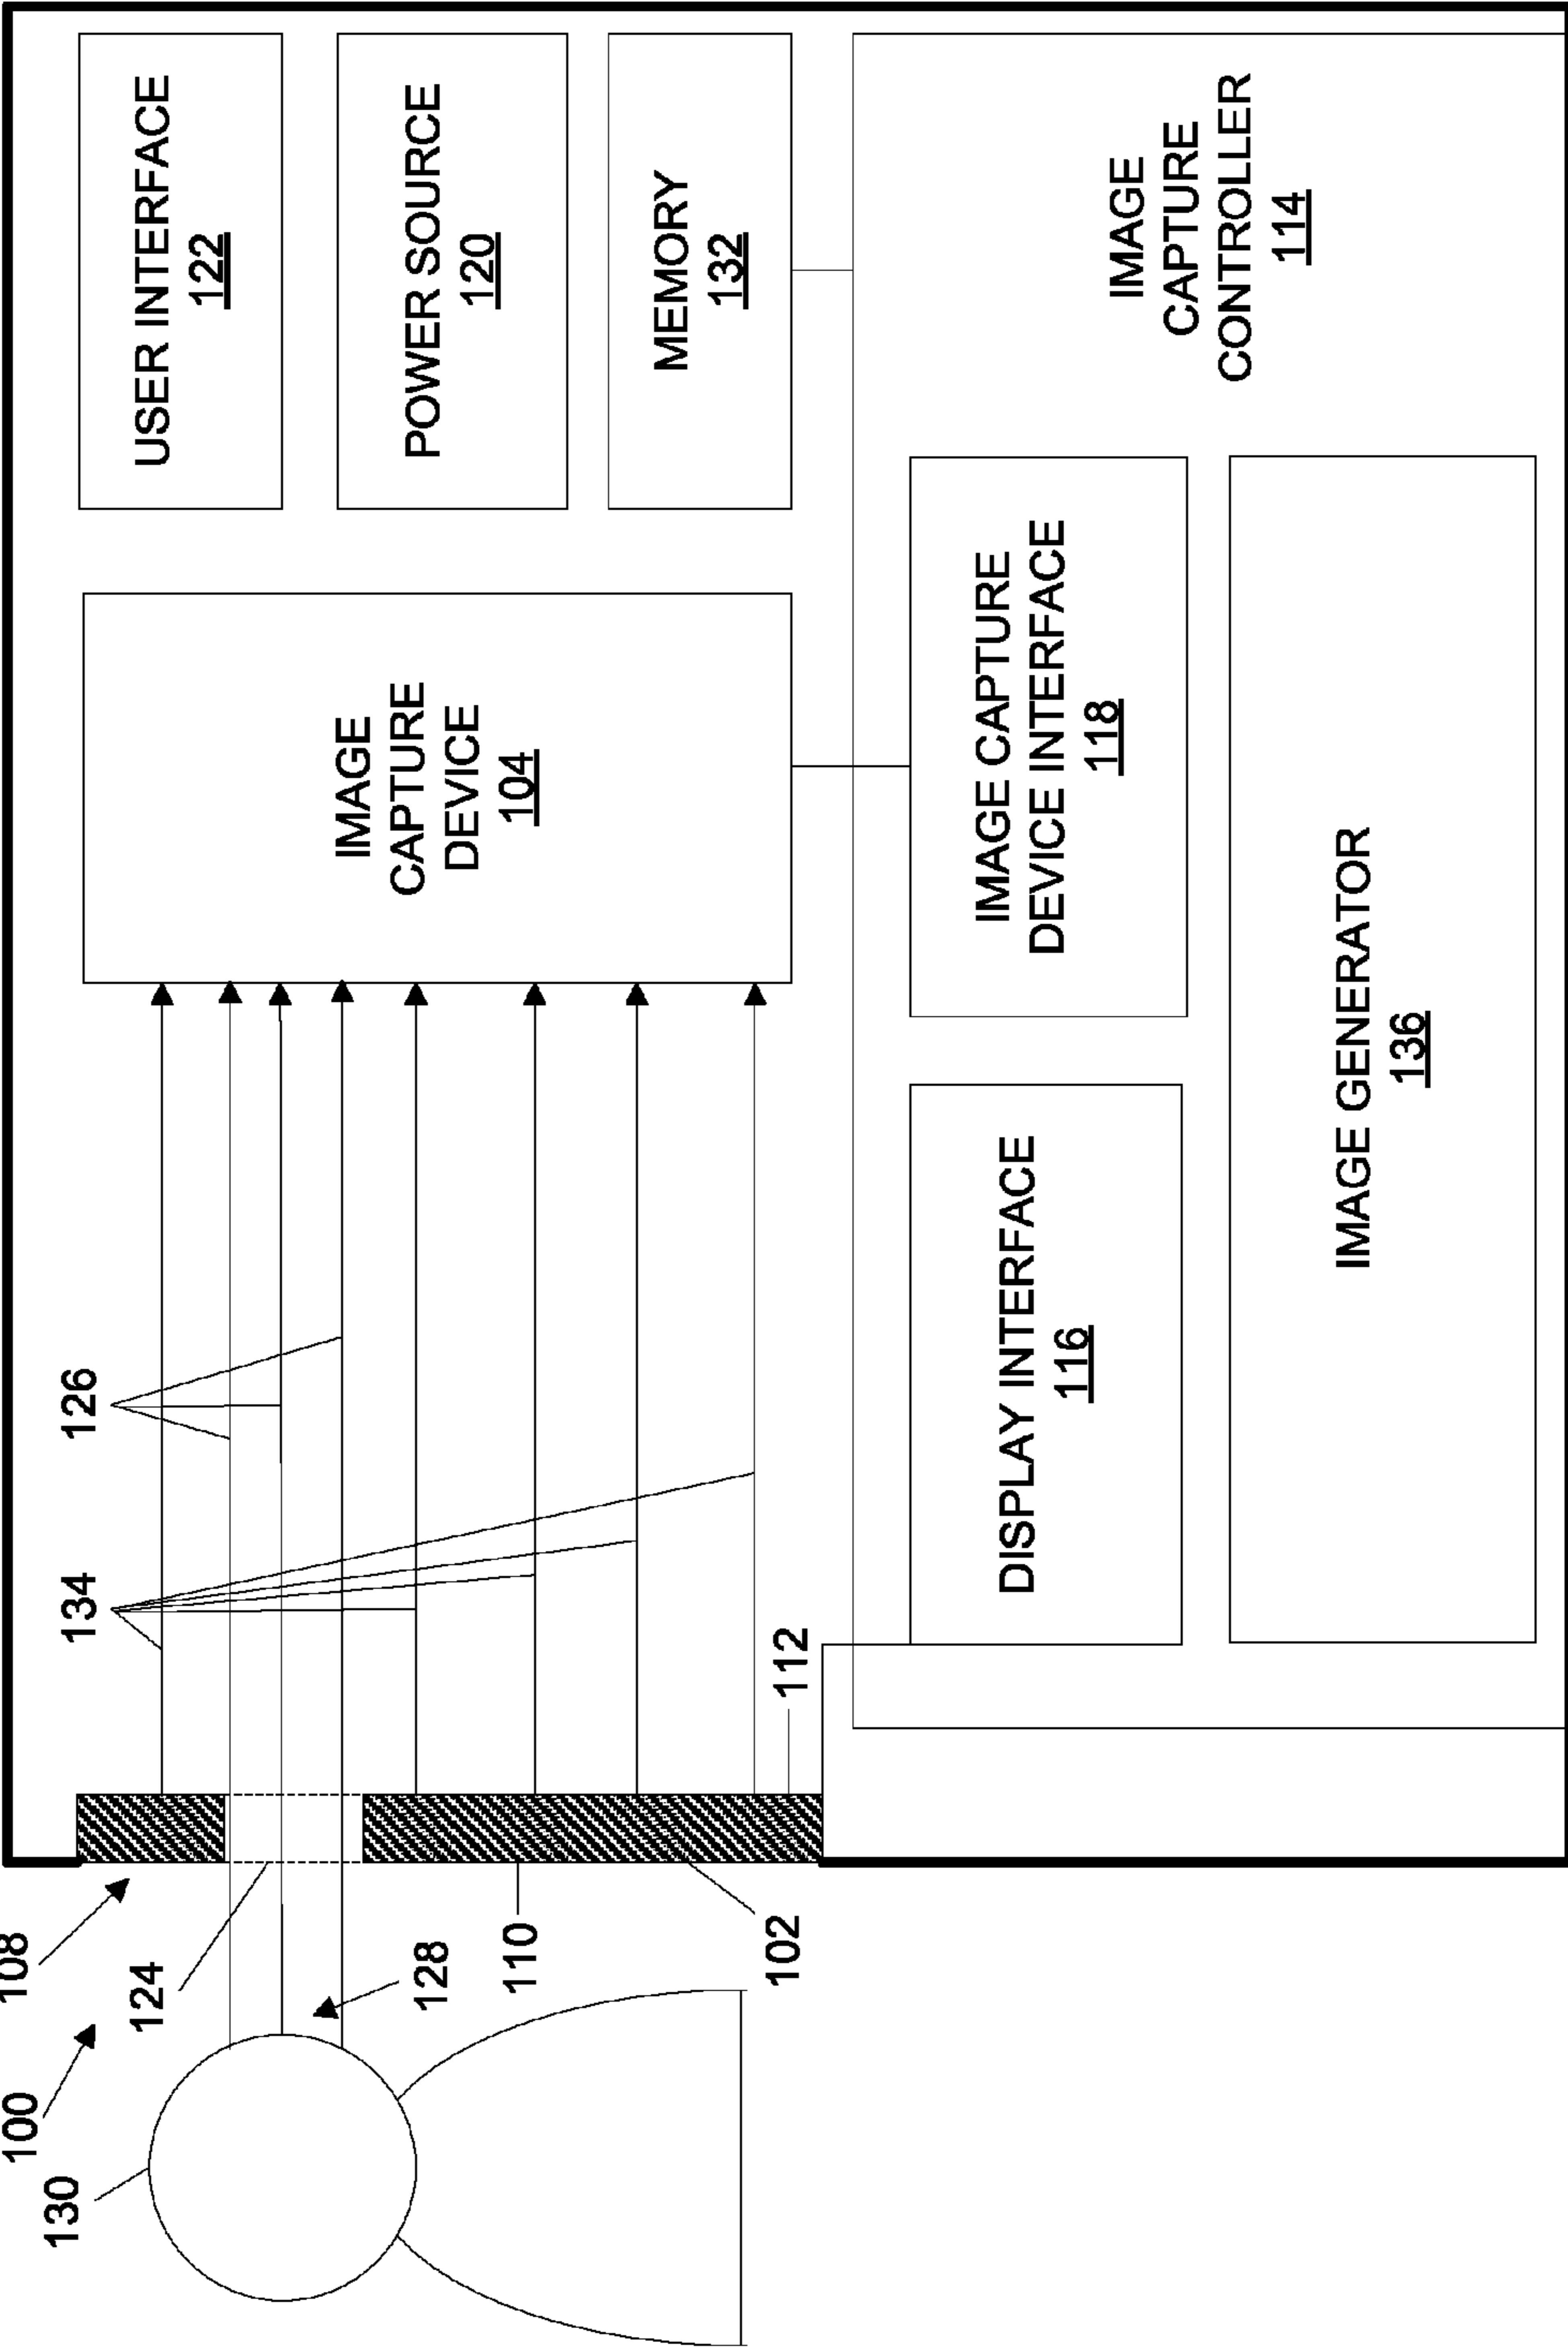 100
108
130
124
128
110
102
134
126
112
IMAGE
CAPTURE
DEVICE
104
USER INTERFACE
122
POWER SOURCE
120
MEMORY
132
DISPLAY INTERFACE
116
IMAGE CAPTURE
DEVICE INTERFACE
118
IMAGE
CAPTURE
CONTROLLER
114
IMAGE GENERATOR
136